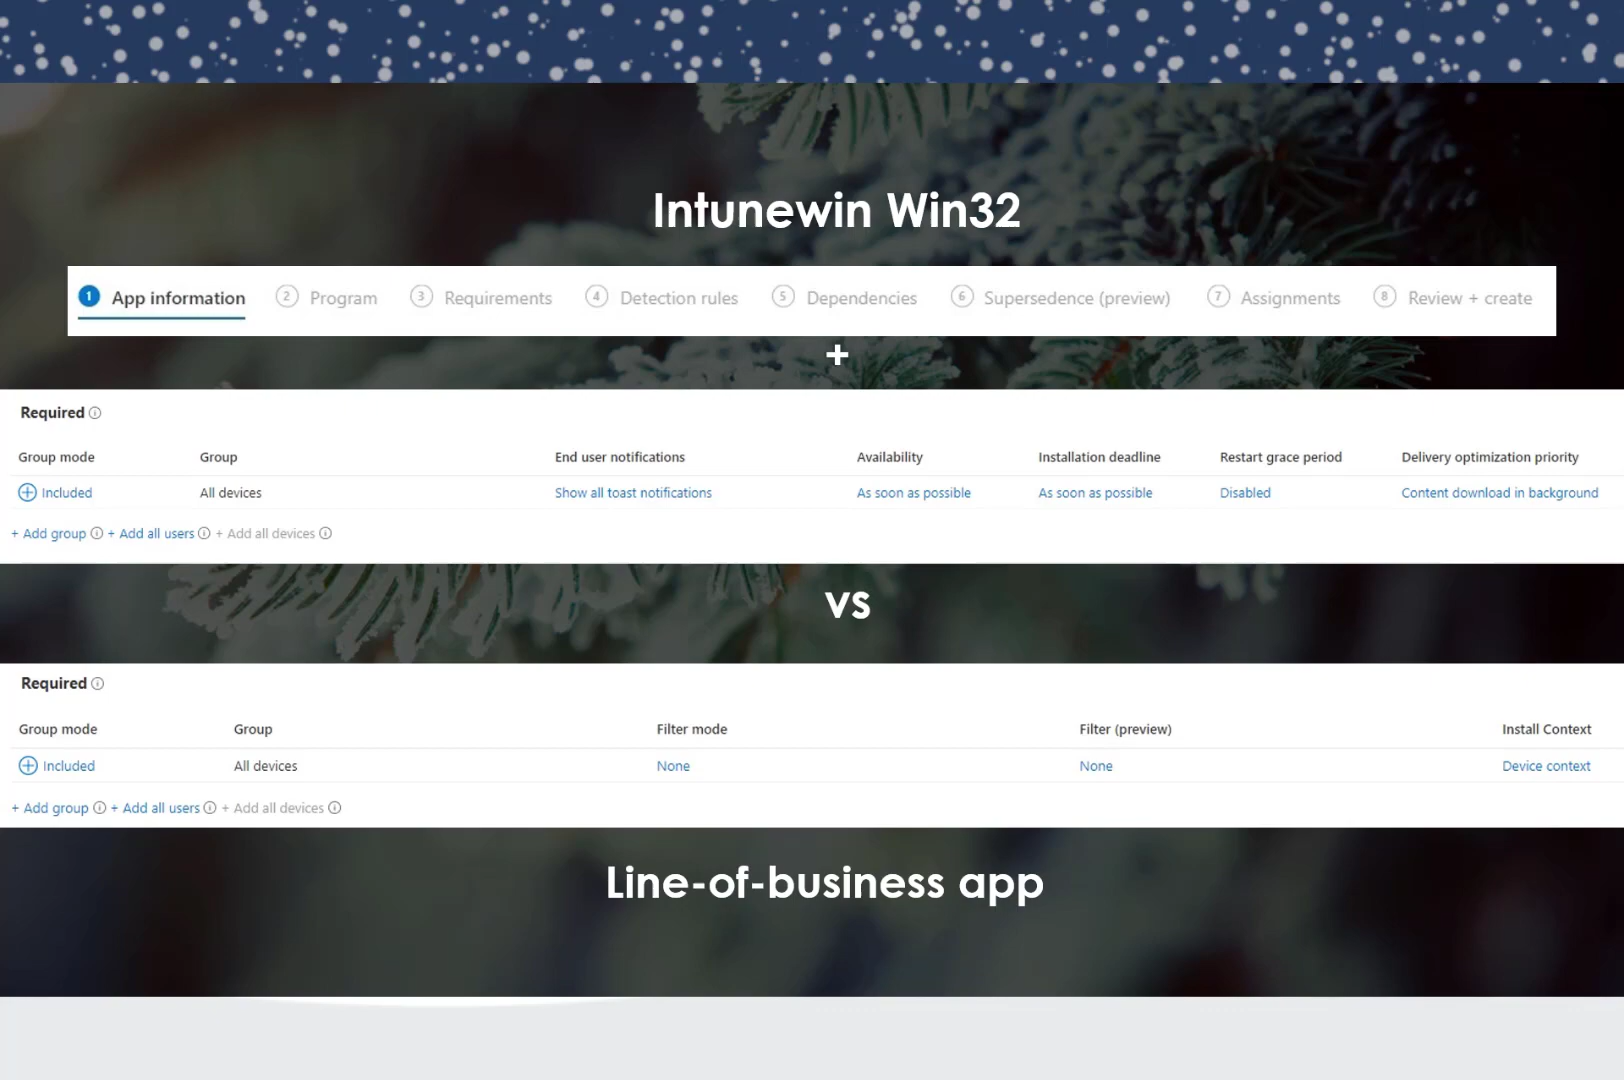 Intunewin Win32
1 App information 2 Program 3 Requirements 4 Detection rules 5 Dependencies 6 Supersedence (preview) 7 Assignments 8 Review + create
+
Required
Group mode Group End user notifications Availability Installation deadline Restart grace period Delivery optimization priority
Included All devices Show all toast notifications As soon as possible As soon as possible Disabled Content download in background
+ Add group + Add all users + Add all devices
vs
Required
Group mode Group Filter mode Filter (preview) Install Context
Included All devices None None Device context
+ Add group + Add all users + Add all devices
Line-of-business app